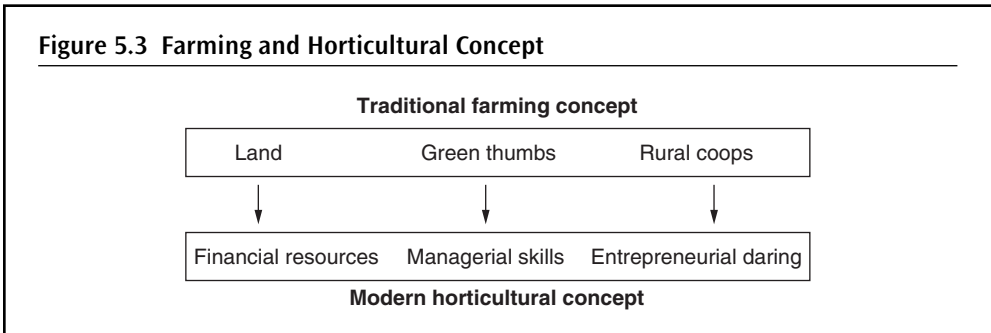 Figure 5.3 Farming and Horticultural Concept
Traditional farming concept
Land Green thumbs Rural coops
Financial resources Managerial skills Entrepreneurial daring
Modern horticultural concept